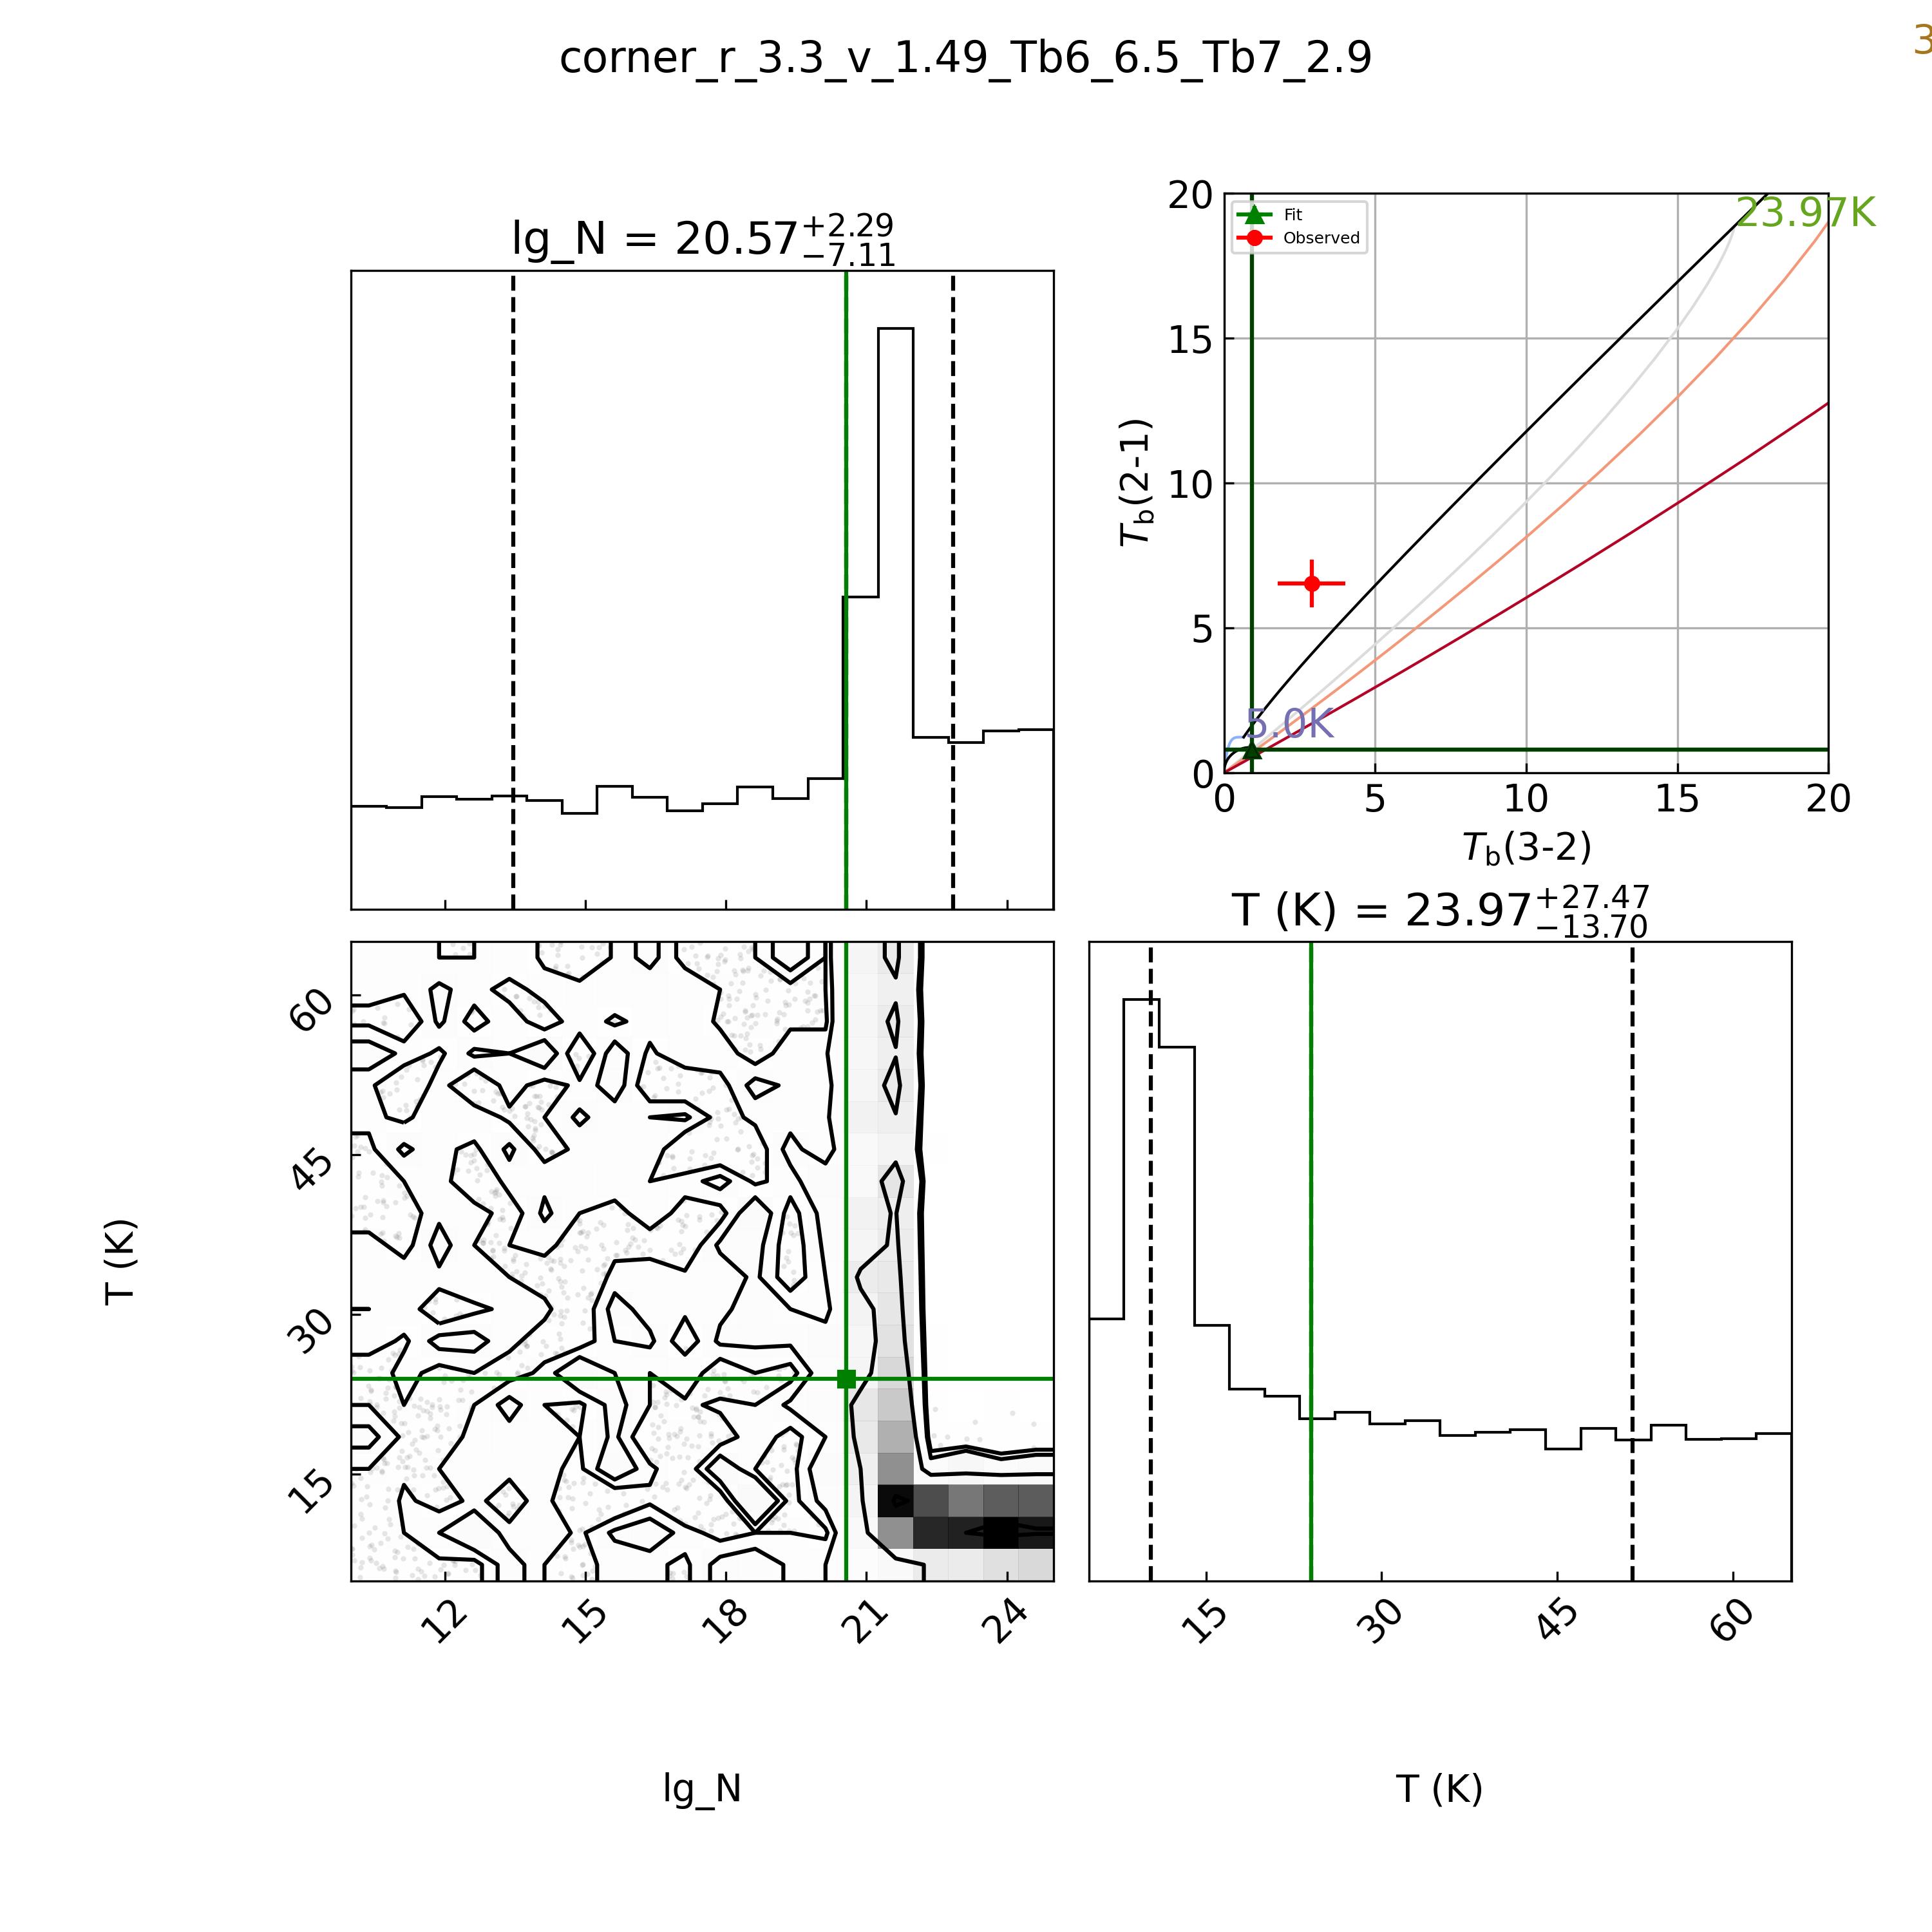 corner_r_3.3_v_1.49_Tb6_6.5_Tb7_2.9
3
lg_N = 20.57+2.29−7.11
20
15
10
5
0
Tb(2-1)
Fit
Observed
23.97K
5.0K
0 5 10 15 20
Tb(3-2)
T (K) = 23.97+27.47−13.70
60
45
30
15
T (K)
12 15 18 21 24
lg_N
15 30 45 60
T (K)